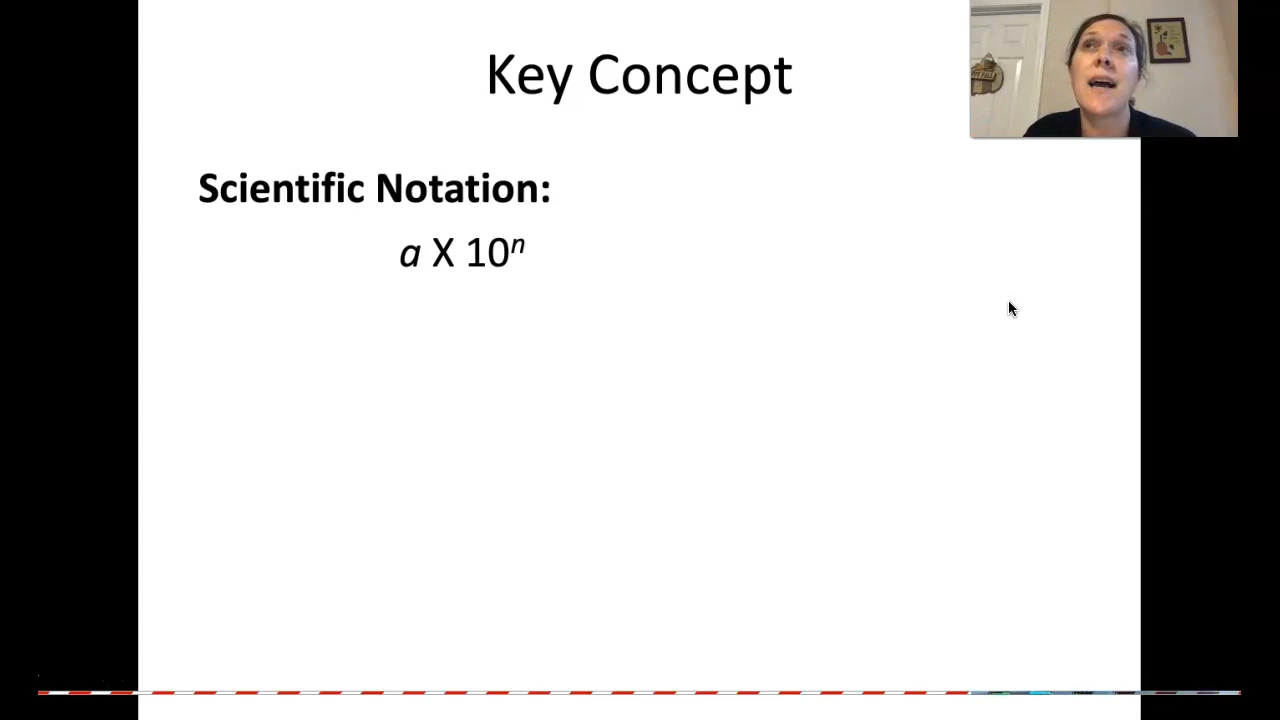 Key Concept
Scientific Notation:
a X 10ⁿ